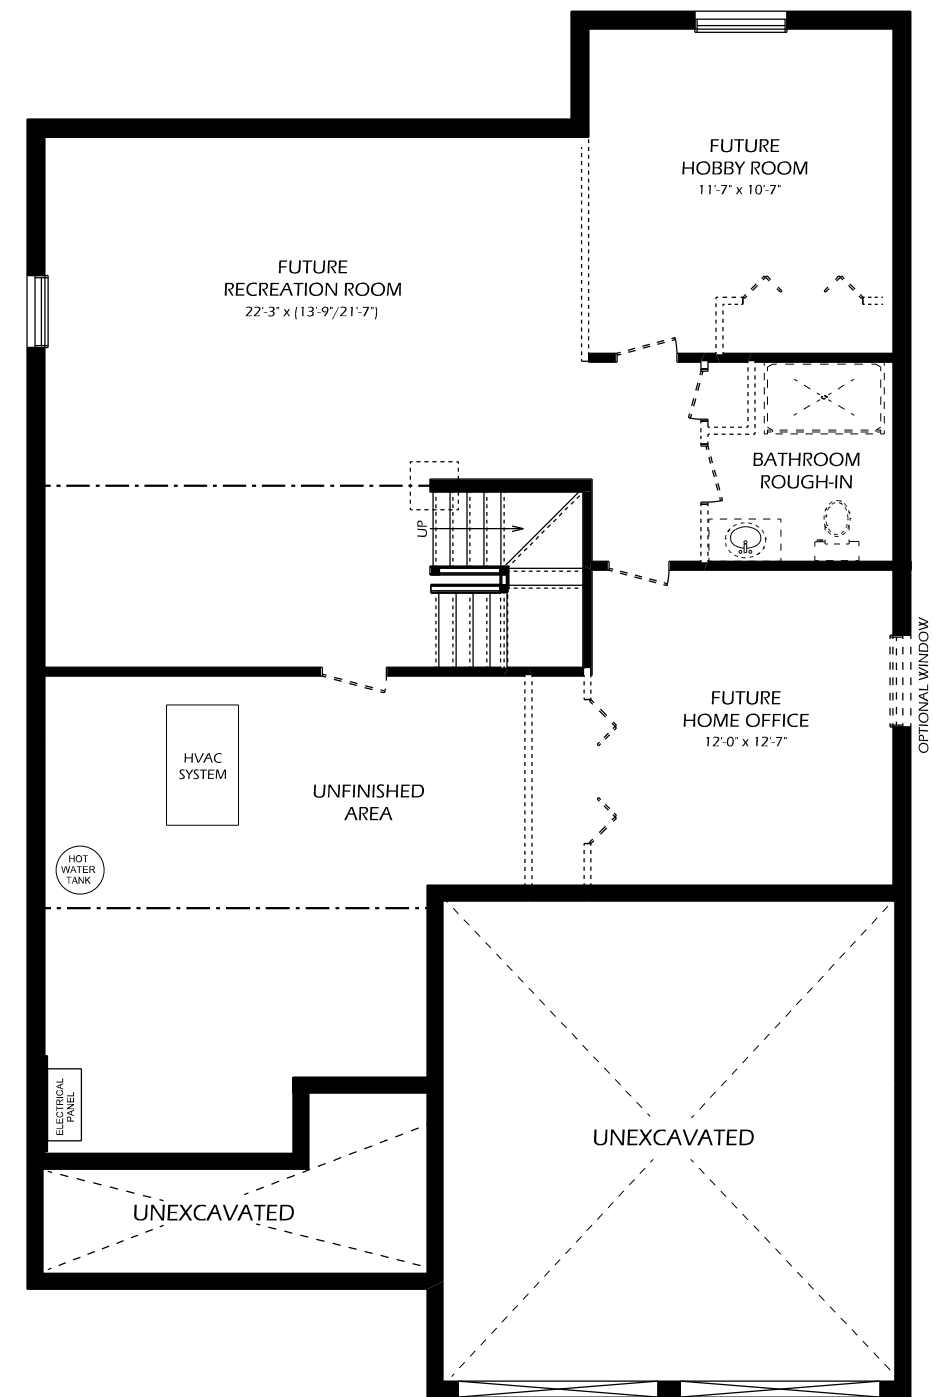 FUTURE
HOBBY ROOM
11'-7" x 10'-7"
FUTURE
RECREATION ROOM
22'-3" x (13'-9"/21'-7")
BATHROOM
ROUGH-IN
UP
OPTIONAL WINDOW
FUTURE
HOME OFFICE
12'-0" x 12'-7"
HVAC
SYSTEM
UNFINISHED
AREA
HOT
WATER
TANK
ELECTRICAL
PANEL
UNEXCAVATED
UNEXCAVATED